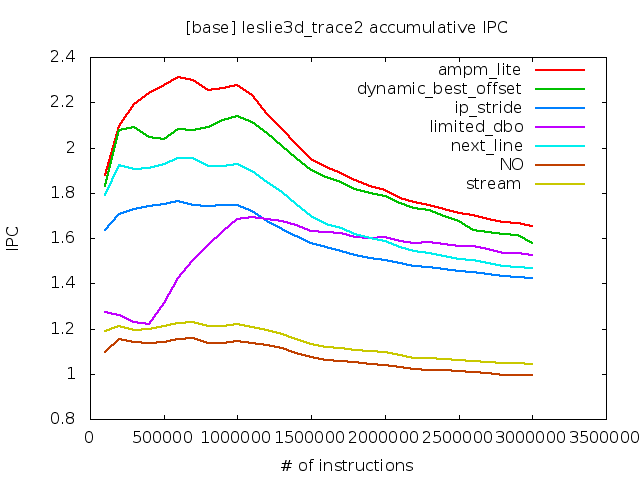 [base] leslie3d_trace2 accumulative IPC
2.4
2.2
2
1.8
1.6
1.4
1.2
1
0.8
IPC
ampm_lite
dynamic_best_offset
ip_stride
limited_dbo
next_line
NO
stream
0 500000 1000000 1500000 2000000 2500000 3000000 3500000
# of instructions